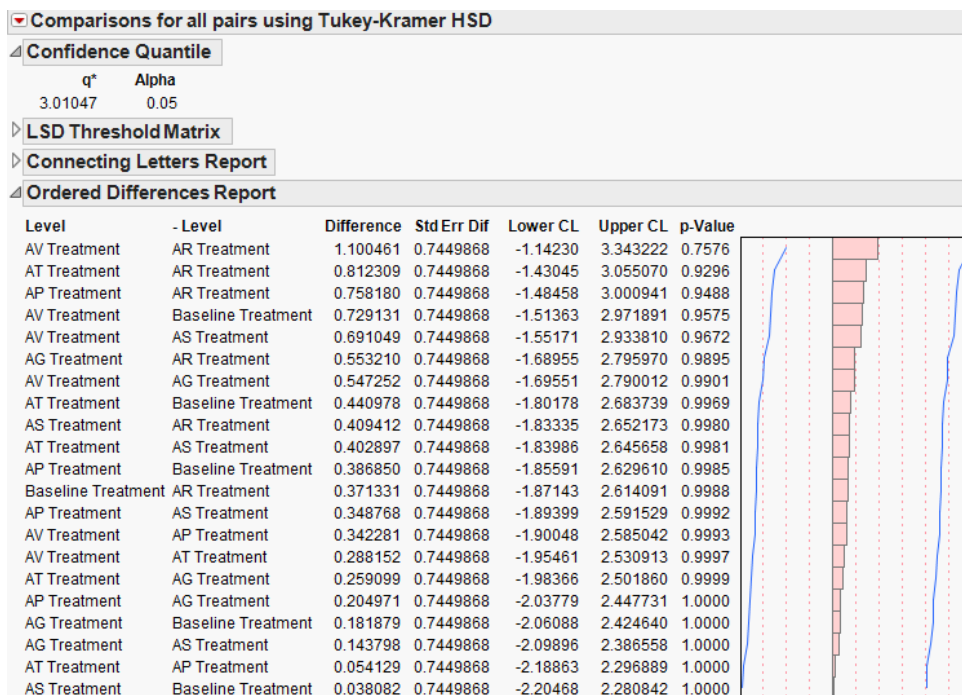 Comparisons for all pairs using Tukey-Kramer HSD
Confidence Quantile
q* Alpha
3.01047 0.05
LSD Threshold Matrix
Connecting Letters Report
Ordered Differences Report
Level - Level Difference Std Err Dif Lower CL Upper CL p-Value
AV Treatment AR Treatment 1.100461 0.7449868 -1.14230 3.343222 0.7576
AT Treatment AR Treatment 0.812309 0.7449868 -1.43045 3.055070 0.9296
AP Treatment AR Treatment 0.758180 0.7449868 -1.48458 3.000941 0.9488
AV Treatment Baseline Treatment 0.729131 0.7449868 -1.51363 2.971891 0.9575
AV Treatment AS Treatment 0.691049 0.7449868 -1.55171 2.933810 0.9672
AG Treatment AR Treatment 0.553210 0.7449868 -1.68955 2.795970 0.9895
AV Treatment AG Treatment 0.547252 0.7449868 -1.69551 2.790012 0.9901
AT Treatment Baseline Treatment 0.440978 0.7449868 -1.80178 2.683739 0.9969
AS Treatment AR Treatment 0.409412 0.7449868 -1.83335 2.652173 0.9980
AT Treatment AS Treatment 0.402897 0.7449868 -1.83986 2.645658 0.9981
AP Treatment Baseline Treatment 0.386850 0.7449868 -1.85591 2.629610 0.9985
Baseline Treatment AR Treatment 0.371331 0.7449868 -1.87143 2.614091 0.9988
AP Treatment AS Treatment 0.348768 0.7449868 -1.89399 2.591529 0.9992
AV Treatment AP Treatment 0.342281 0.7449868 -1.90048 2.585042 0.9993
AV Treatment AT Treatment 0.288152 0.7449868 -1.95461 2.530913 0.9997
AT Treatment AG Treatment 0.259099 0.7449868 -1.98366 2.501860 0.9999
AP Treatment AG Treatment 0.204971 0.7449868 -2.03779 2.447731 1.0000
AG Treatment Baseline Treatment 0.181879 0.7449868 -2.06088 2.424640 1.0000
AG Treatment AS Treatment 0.143798 0.7449868 -2.09896 2.386558 1.0000
AT Treatment AP Treatment 0.054129 0.7449868 -2.18863 2.296889 1.0000
AS Treatment Baseline Treatment 0.038082 0.7449868 -2.20468 2.280842 1.0000